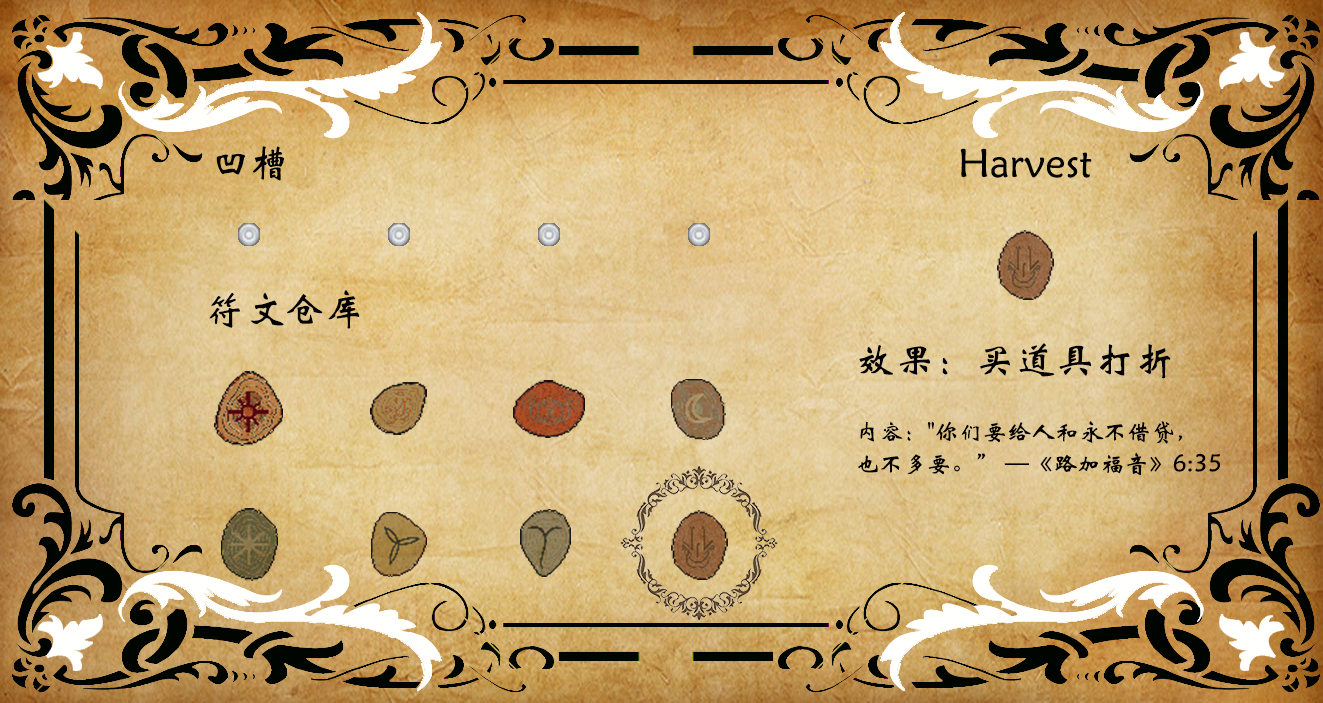 凹槽
符文仓库
Harvest
效果：买道具打折
内容："你们要给人和永不借贷，
也不多要。” —《路加福音》6:35